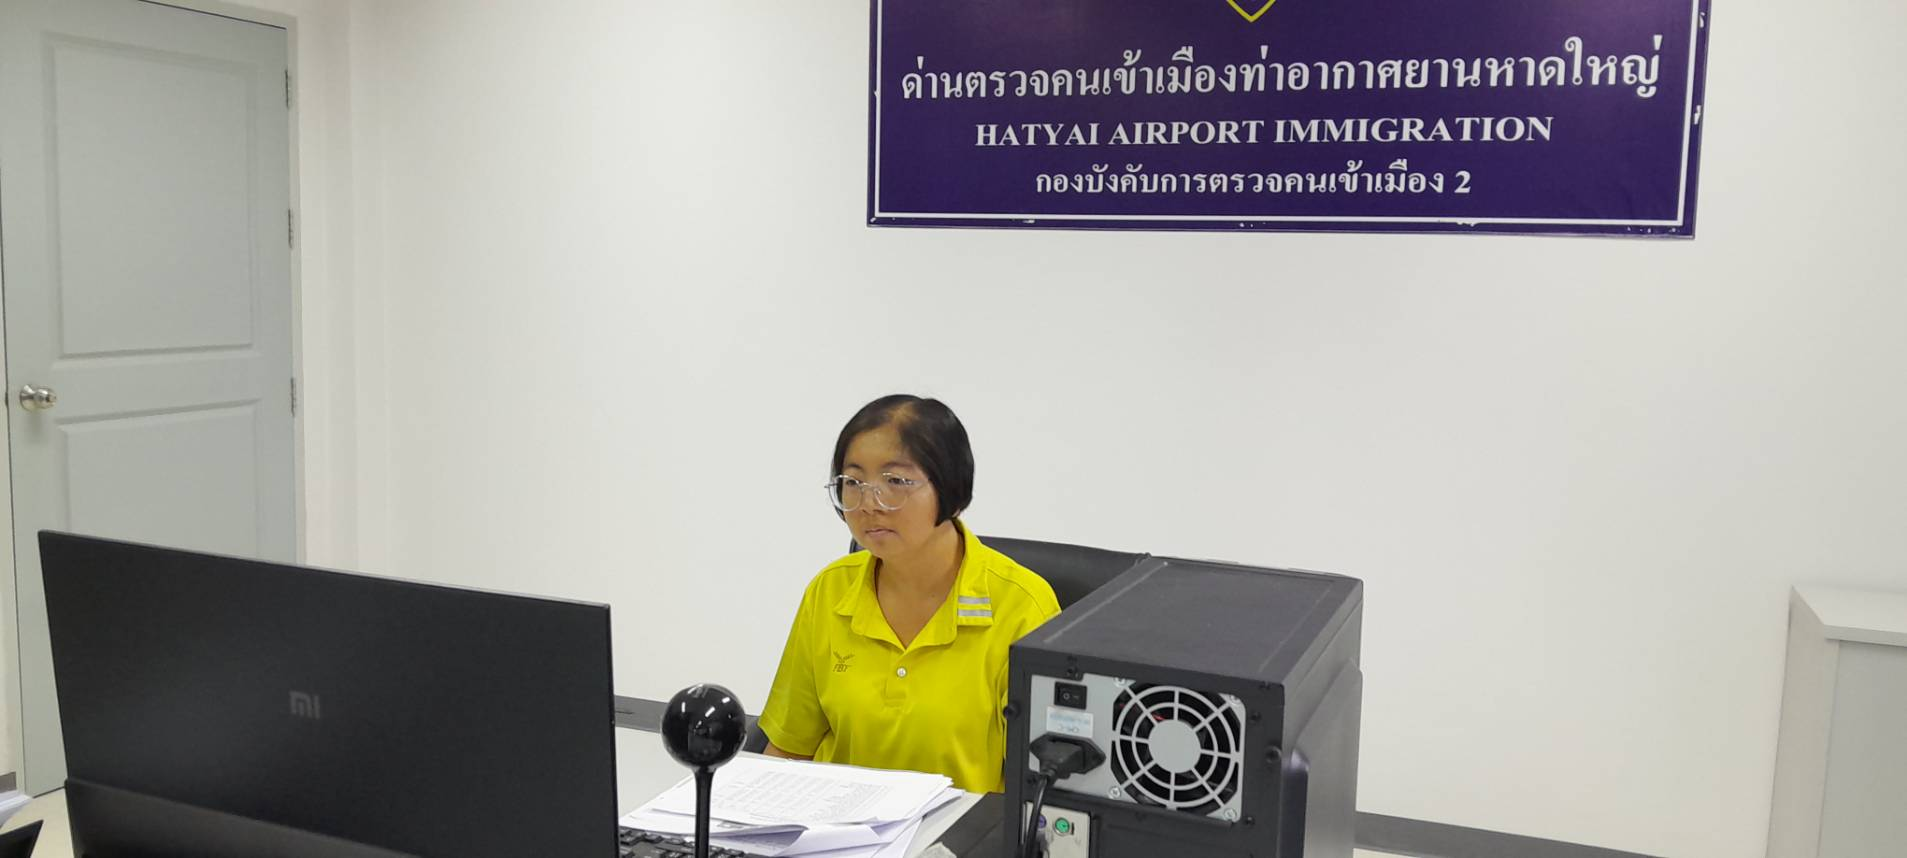 ด่านตรวจคนเข้าเมืองท่าอากาศยานหาดใหญ่
HATYAI AIRPORT IMMIGRATION
กองบังคับการตรวจคนเข้าเมือง 2
FBT
mi